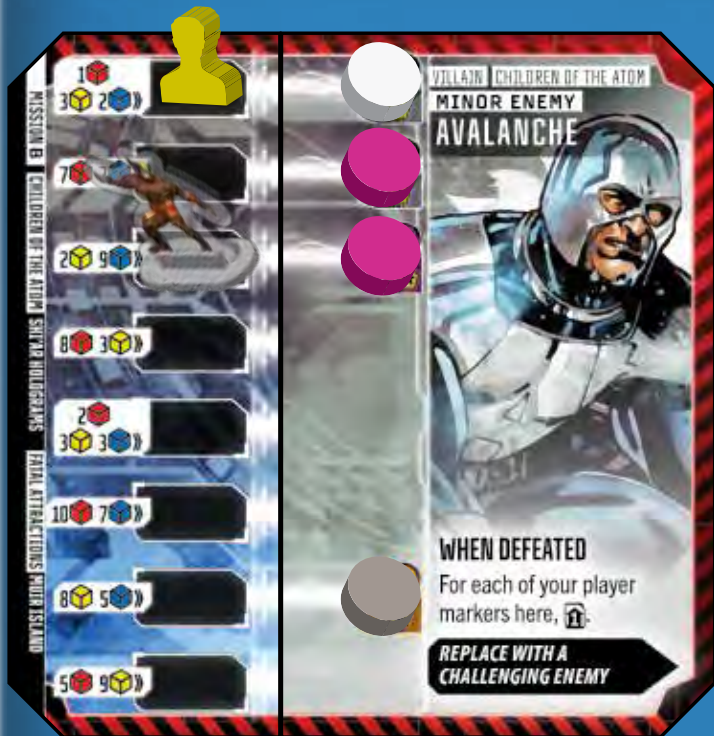 MISSION B CHILDREN OF THE ATOM SHI'AR HOLOGRAMS FATAL ATTRACTIONS MUIR ISLAND
1
3 2 »
7
2 9
8 3 »
2
3 3 »
10 7 »
8 5 »
5 9 »
VILLAIN CHILDREN OF THE ATOM
MINOR ENEMY
AVALANCHE
WHEN DEFEATED
For each of your player
markers here, 1.
REPLACE WITH A
CHALLENGING ENEMY